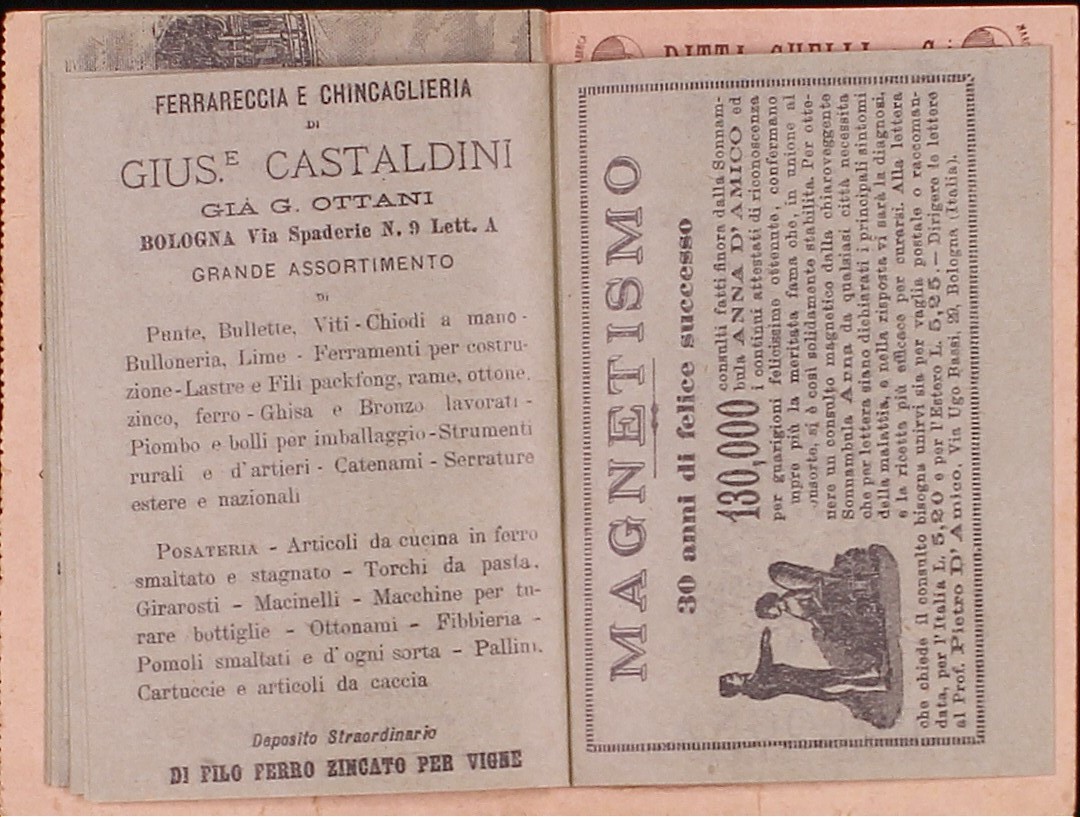 FERRARECCIA E CHINCAGLIERIA
DI
GIUS.E CASTALDINI
GIÀ G. OTTANI
BOLOGNA Via Spaderie N. 9 Lett. A
GRANDE ASSORTIMENTO
DI
Punte, Bullette, Viti - Chiodi a mano -
Bulloneria, Lime - Ferramenti per costru-
zione - Lastre e Fili packfong, rame, ottone,
zinco, ferro - Ghisa e Bronzo lavorati -
Piombo e bolli per imballaggio - Strumenti
rurali e d'artieri - Catenami - Serrature
estere e nazionali
POSATERIA - Articoli da cucina in ferro
smaltato e stagnato - Torchi da pasta,
Girarosti - Macinelli - Macchine per tu-
rare bottiglie - Ottonami - Fibbieria -
Pomoli smaltati e d'ogni sorta - Pallini,
Cartuccie e articoli da caccia
Deposito Straordinario
DI FILO FERRO ZINCATO PER VIGNE
DITTA
MAGNETISMO
30 anni di felice succcesso
130,000 consulti fatti finora dalla Sonnam-
bula ANNA D'AMICO ed
i continui attestati di riconoscenza
per guarigioni felicissime ottenute, confermano
mpre più la meritata fama che, in unione al
nsorte, si è così solidamente stabilita. Per otte-
nere un consulto magnetico dalla chiaroveggente
Sonnambula Anna da qualsiasi città necessita
che per lettera siano dichiarati i principali sintomi
della malattia, e nella risposta vi sarà la diagnosi,
e la ricetta più efficace per curarsi. Alla lettera
che chiede il consulto bisogna unirvi sia per vaglia postale o raccoman-
data, per l'Italia L. 5,20 e per l'Estero L. 5,25. — Dirigere le lettere
al Prof. Pietro D'Amico, Via Ugo Bassi, 29, Bologna (Italia).